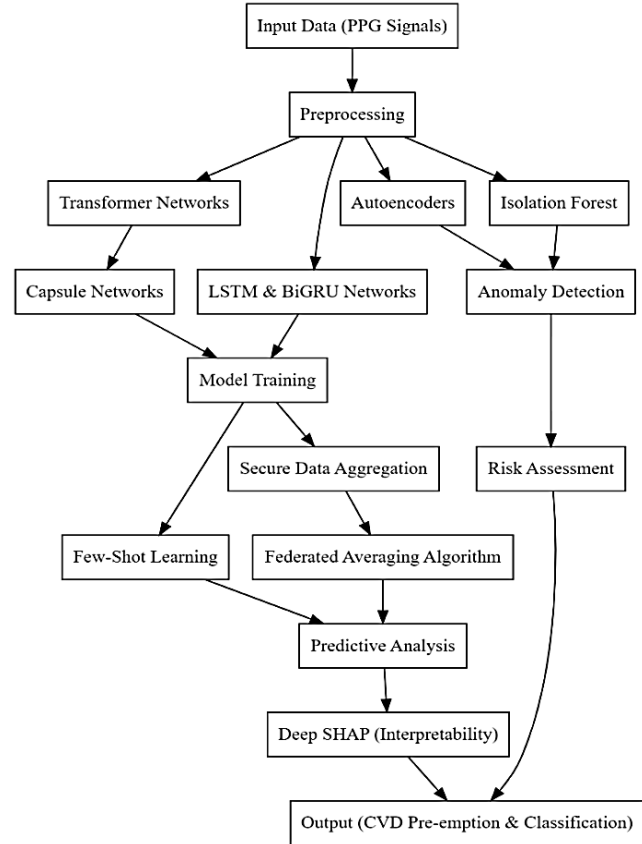 Input Data (PPG Signals)
Preprocessing
Transformer Networks
Autoencoders
Isolation Forest
Capsule Networks
LSTM & BiGRU Networks
Anomaly Detection
Model Training
Secure Data Aggregation
Risk Assessment
Few-Shot Learning
Federated Averaging Algorithm
Predictive Analysis
Deep SHAP (Interpretability)
Output (CVD Pre-emption & Classification)